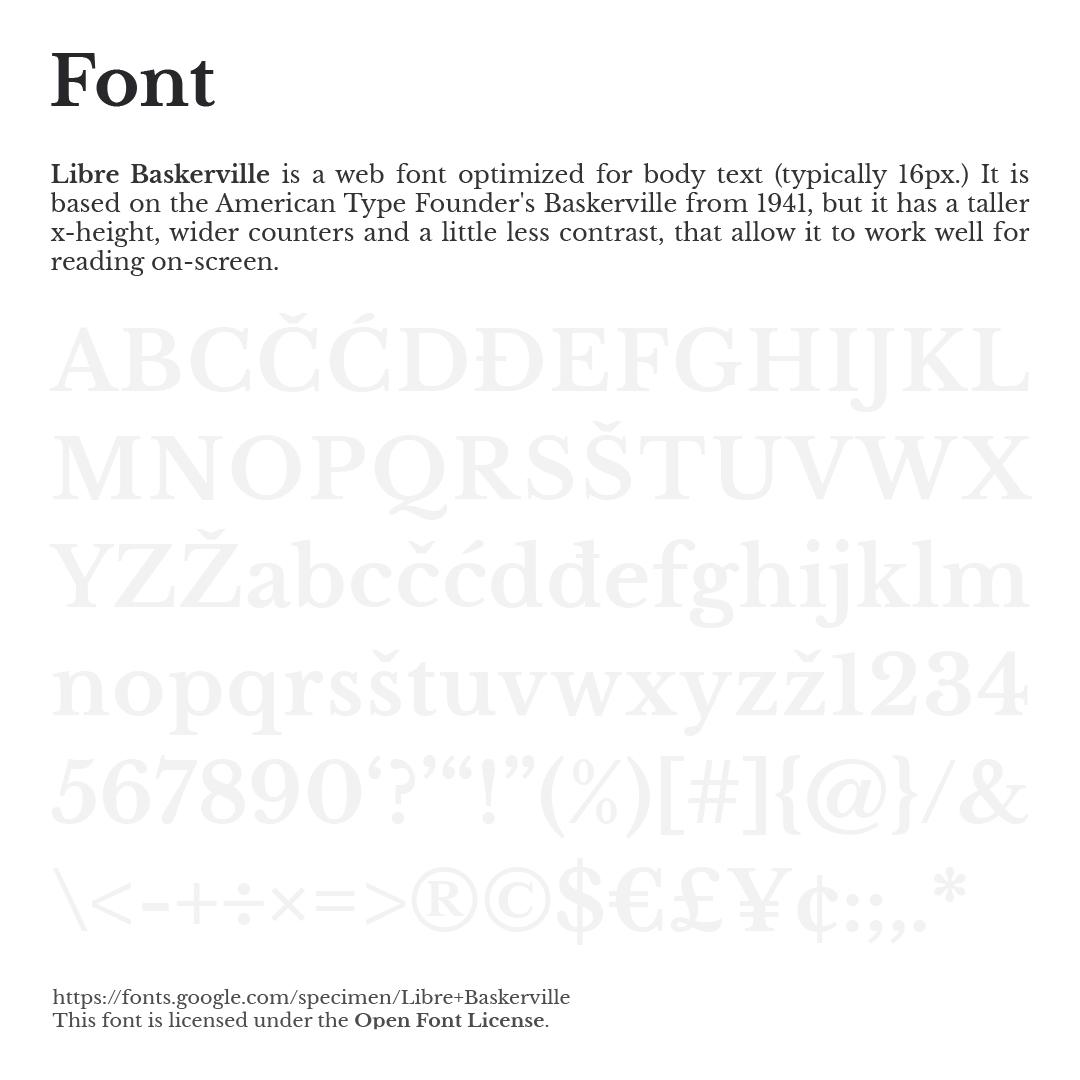 Font
Libre Baskerville is a web font optimized for body text (typically 16px.) It is
based on the American Type Founder's Baskerville from 1941, but it has a taller
x-height, wider counters and a little less contrast, that allow it to work well for
reading on-screen.
ABCČĆDĐEFGHIJKL
MNOPQRSŠTUVWX
YZŽabcčćdđefghijklm
nopqrsštuvwxyzž1234
567890‘?’“!”(%)[#]{@}/&
\<-+÷×=>®©$€£¥¢:;,.*
https://fonts.google.com/specimen/Libre+Baskerville
This font is licensed under the Open Font License.